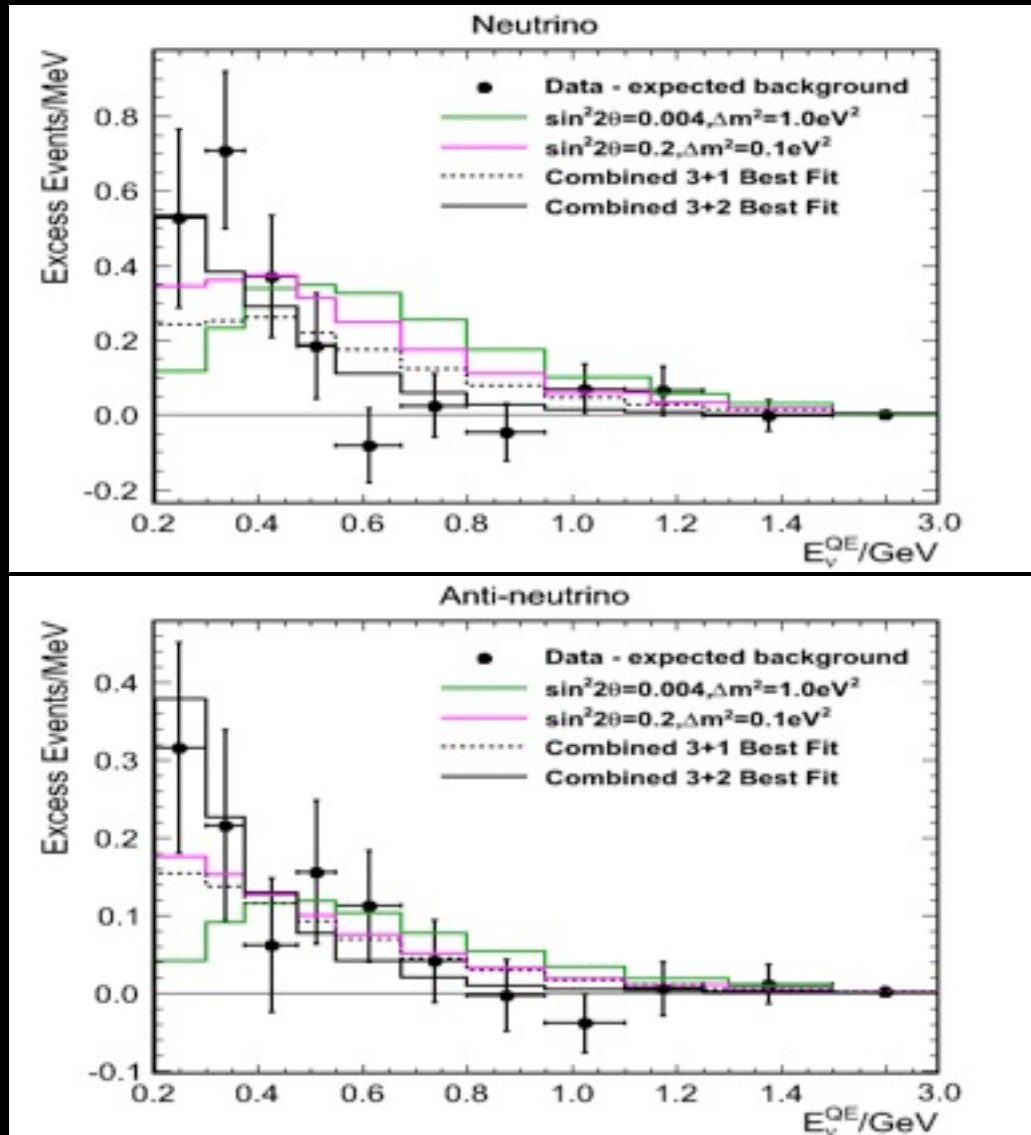 Neutrino
Excess Events/MeV
Data - expected background
sin²2θ=0.004,Δm²=1.0eV²
sin²2θ=0.2,Δm²=0.1eV²
Combined 3+1 Best Fit
Combined 3+2 Best Fit
0.8
0.6
0.4
0.2
0.0
-0.2
0.2 0.4 0.6 0.8 1.0 1.2 1.4 3.0
E_ν^QE/GeV
Anti-neutrino
Excess Events/MeV
Data - expected background
sin²2θ=0.004,Δm²=1.0eV²
sin²2θ=0.2,Δm²=0.1eV²
Combined 3+1 Best Fit
Combined 3+2 Best Fit
0.4
0.3
0.2
0.1
0.0
-0.1
0.2 0.4 0.6 0.8 1.0 1.2 1.4 3.0
E_ν^QE/GeV